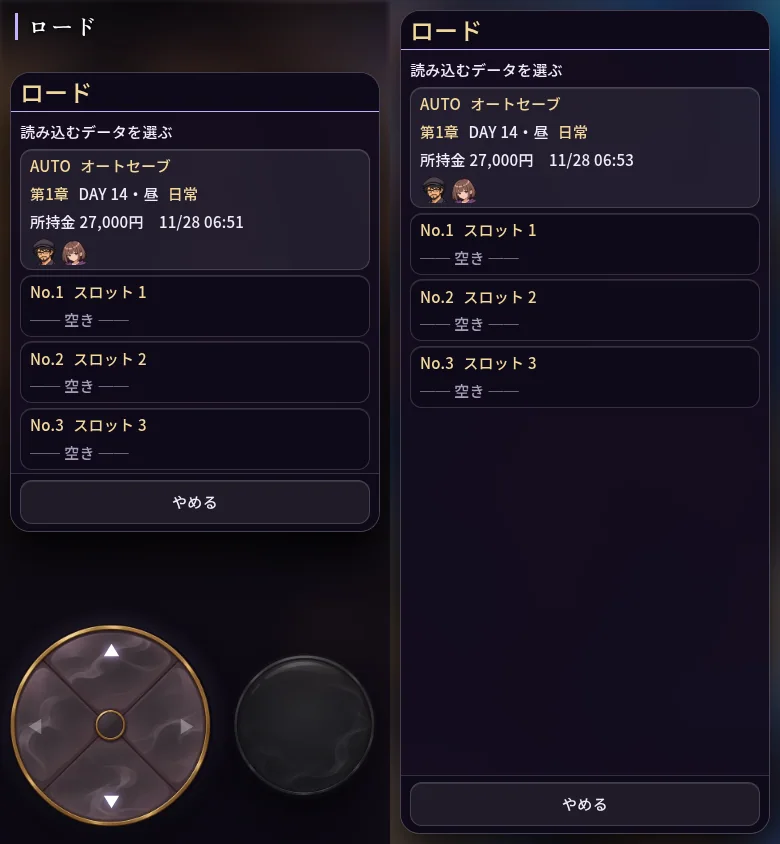 ロード
ロード
読み込むデータを選ぶ
AUTO オートセーブ
第1章 DAY 14・昼 日常
所持金 27,000円 11/28 06:51
No.1 スロット 1
─── 空き ───
No.2 スロット 2
─── 空き ───
No.3 スロット 3
─── 空き ───
やめる
ロード
読み込むデータを選ぶ
AUTO オートセーブ
第1章 DAY 14・昼 日常
所持金 27,000円 11/28 06:53
No.1 スロット 1
─── 空き ───
No.2 スロット 2
─── 空き ───
No.3 スロット 3
─── 空き ───
やめる